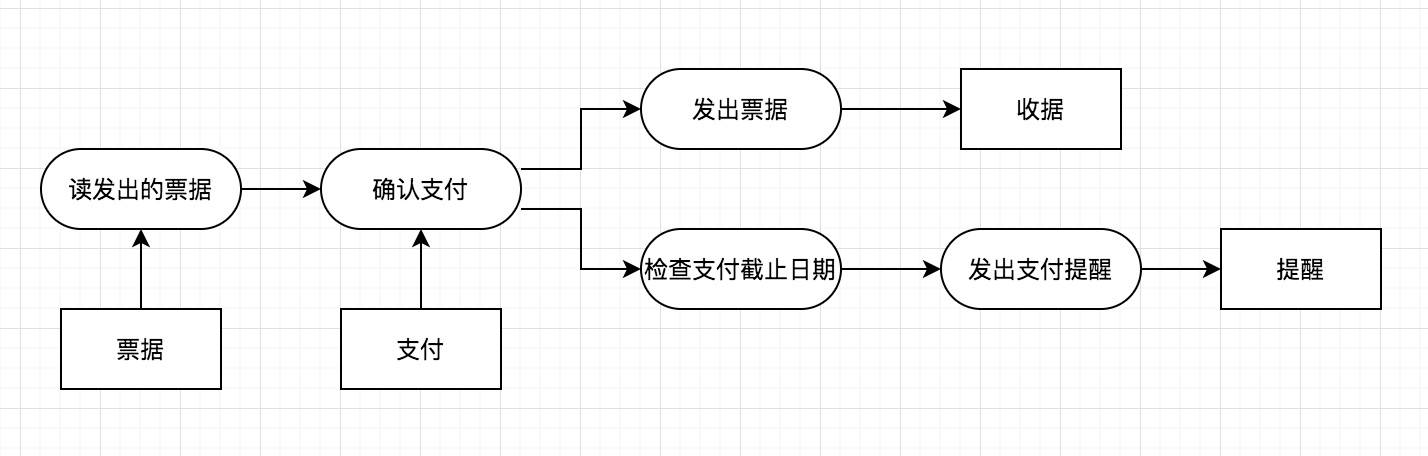 发出票据
收据
读发出的票据
确认支付
检查支付截止日期
发出支付提醒
提醒
票据
支付